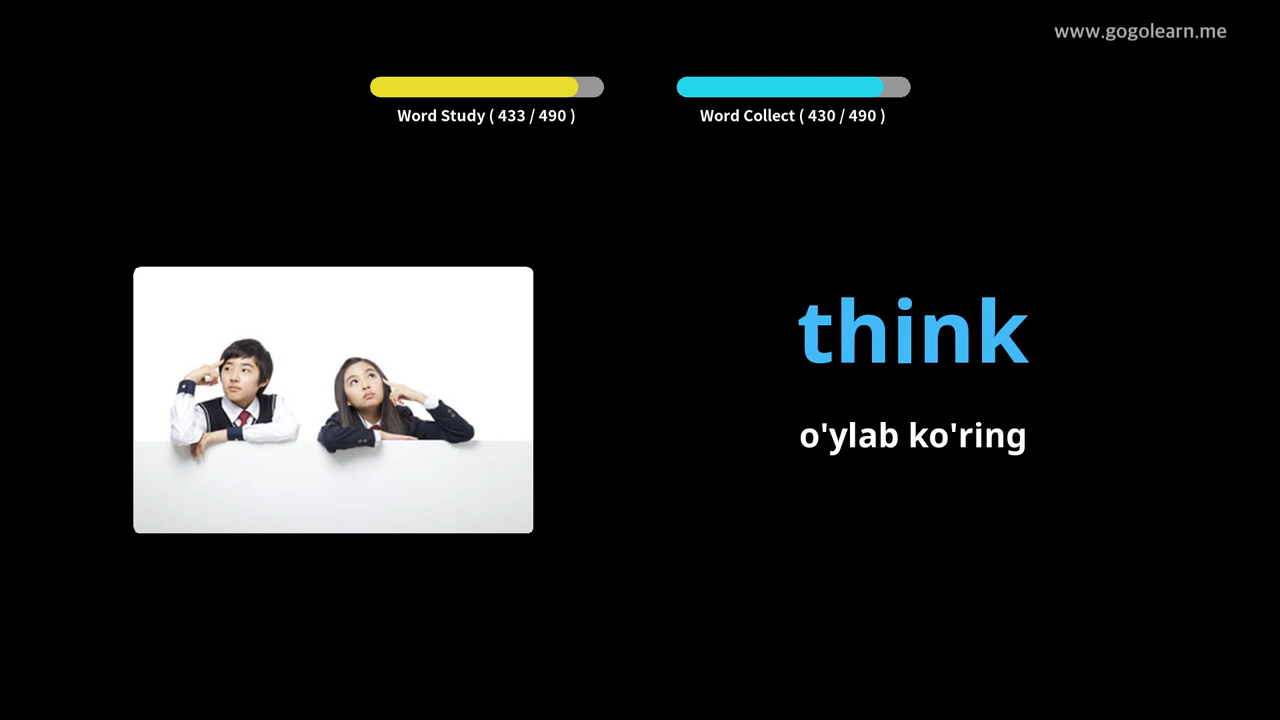 www.gogolearn.me
Word Study ( 433 / 490 )
Word Collect ( 430 / 490 )
think
o'ylab ko'ring